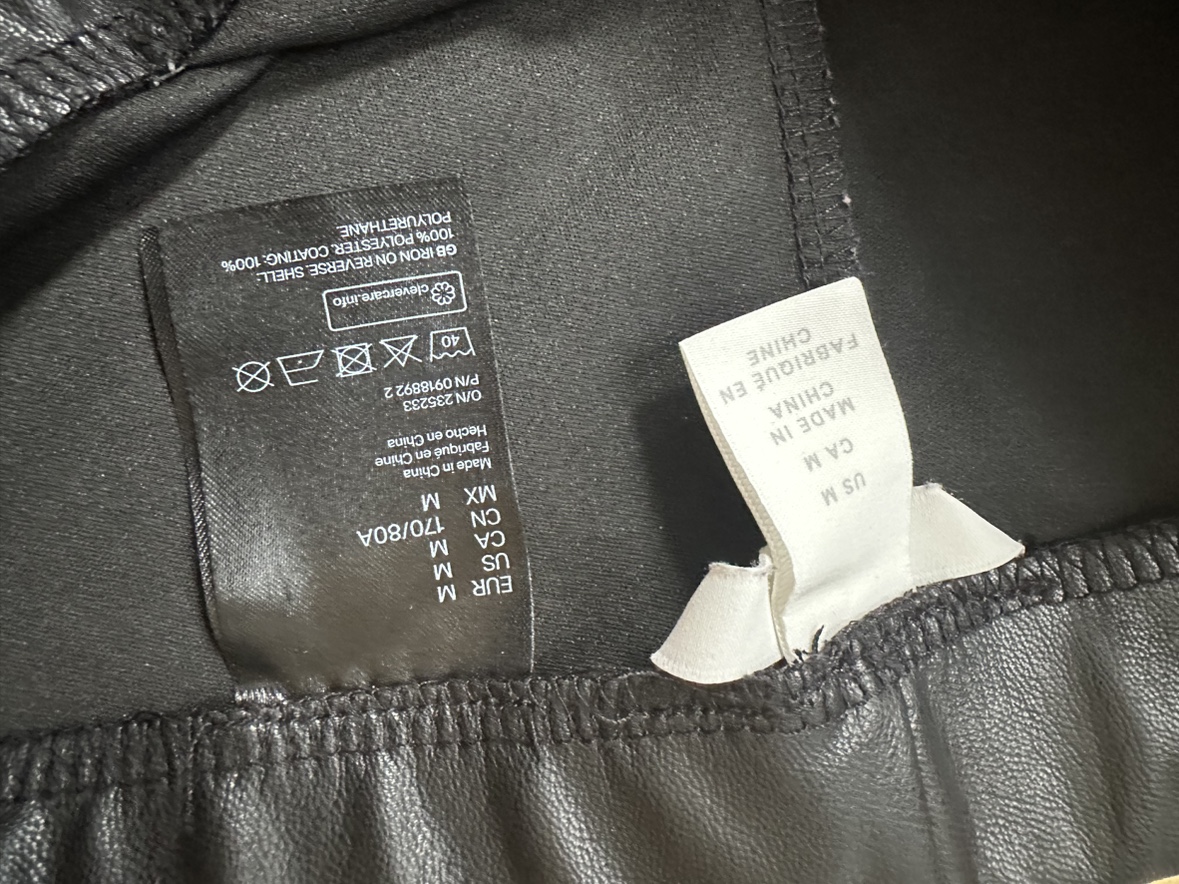 EUR M
US M
CA M
CN 170/80A
MX M
Made in China
Fabriqué en Chine
Hecho en China
O/N 235233
P/N 0918892 2
40
clevercare.info
GB IRON ON REVERSE. SHELL:
100% POLYESTER. COATING: 100%
POLYURETHANE
US M
CA M
MADE IN
CHINA
FABRIQUÉ EN
CHINE